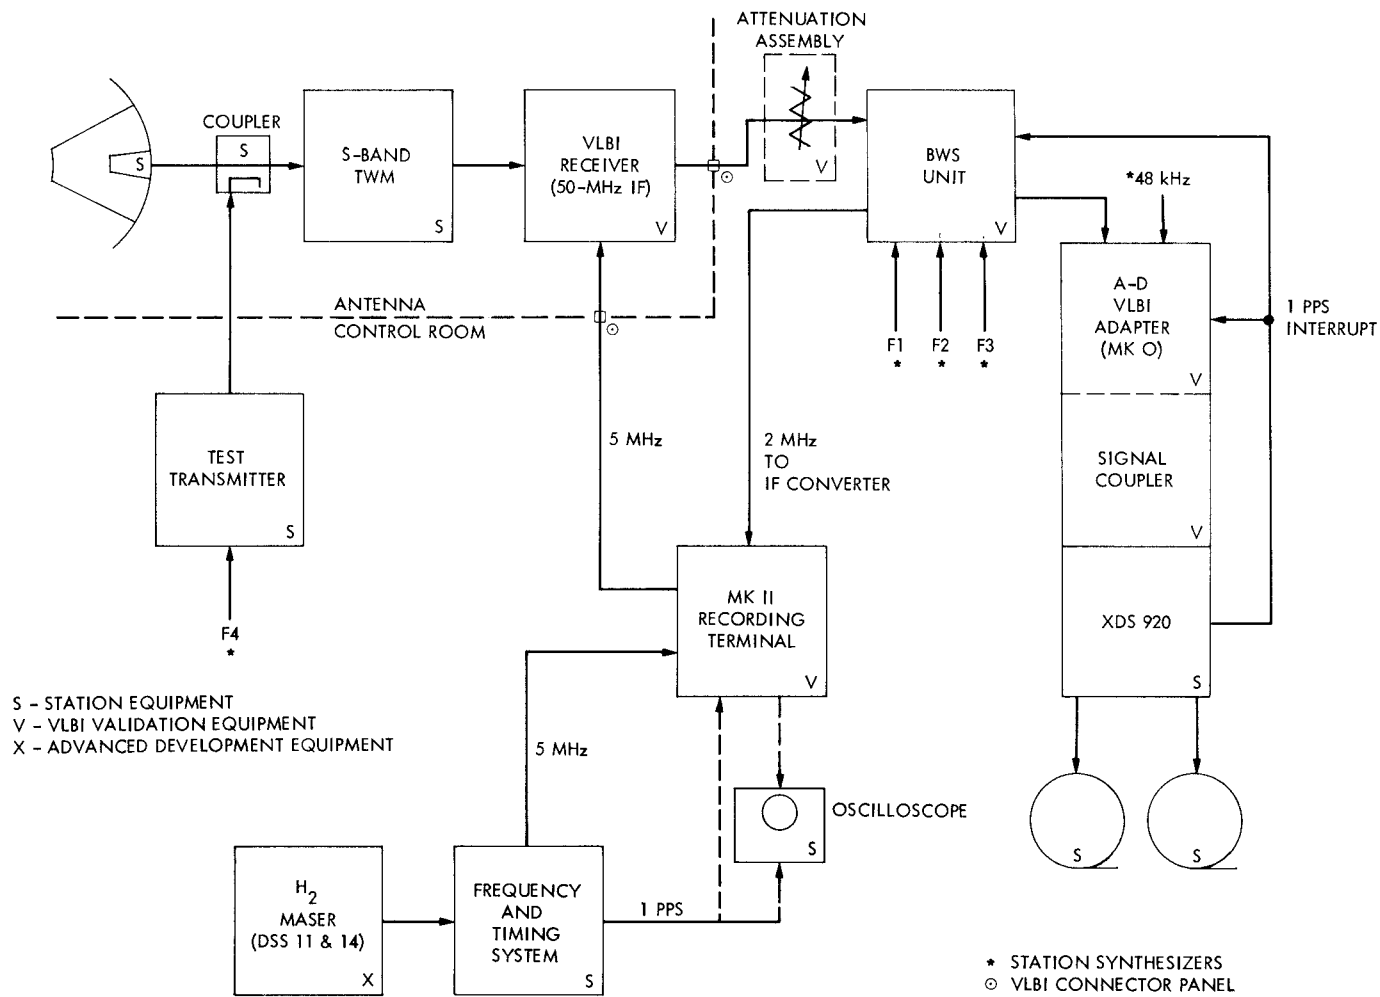 ATTENUATION
ASSEMBLY
V
COUPLER
S
S
S-BAND
TWM
S
VLBI
RECEIVER
(50-MHz IF)
V
BWS
UNIT
V
*48 kHz
ANTENNA
CONTROL ROOM
F1
*
F2
*
F3
*
A-D
VLBI
ADAPTER
(MK O)
V
1 PPS
INTERRUPT
TEST
TRANSMITTER
S
5 MHz
2 MHz
TO
IF CONVERTER
SIGNAL
COUPLER
V
F4
*
MK II
RECORDING
TERMINAL
V
XDS 920
S
S - STATION EQUIPMENT
V - VLBI VALIDATION EQUIPMENT
X - ADVANCED DEVELOPMENT EQUIPMENT
5 MHz
OSCILLOSCOPE
S
S
S
H2
MASER
(DSS 11 & 14)
X
FREQUENCY
AND
TIMING
SYSTEM
S
1 PPS
* STATION SYNTHESIZERS
⊙ VLBI CONNECTOR PANEL